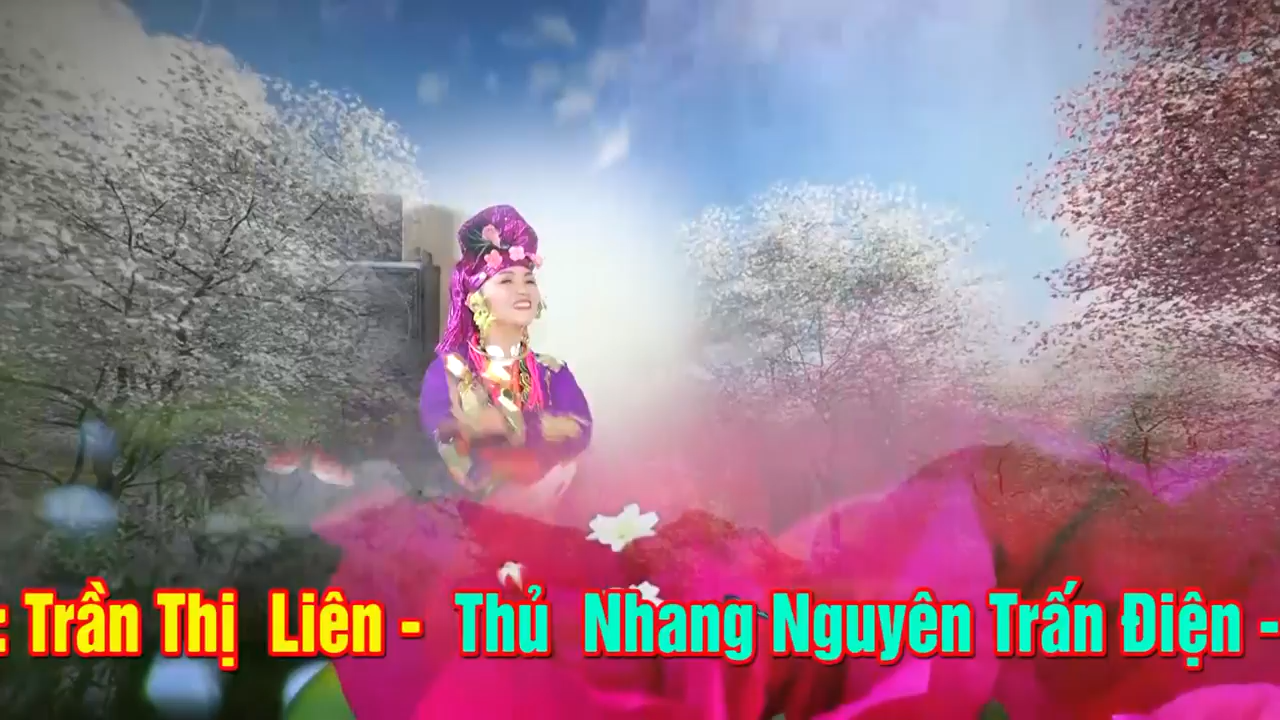 : Trần Thị Liên - Thủ Nhang Nguyên Trấn Điện -